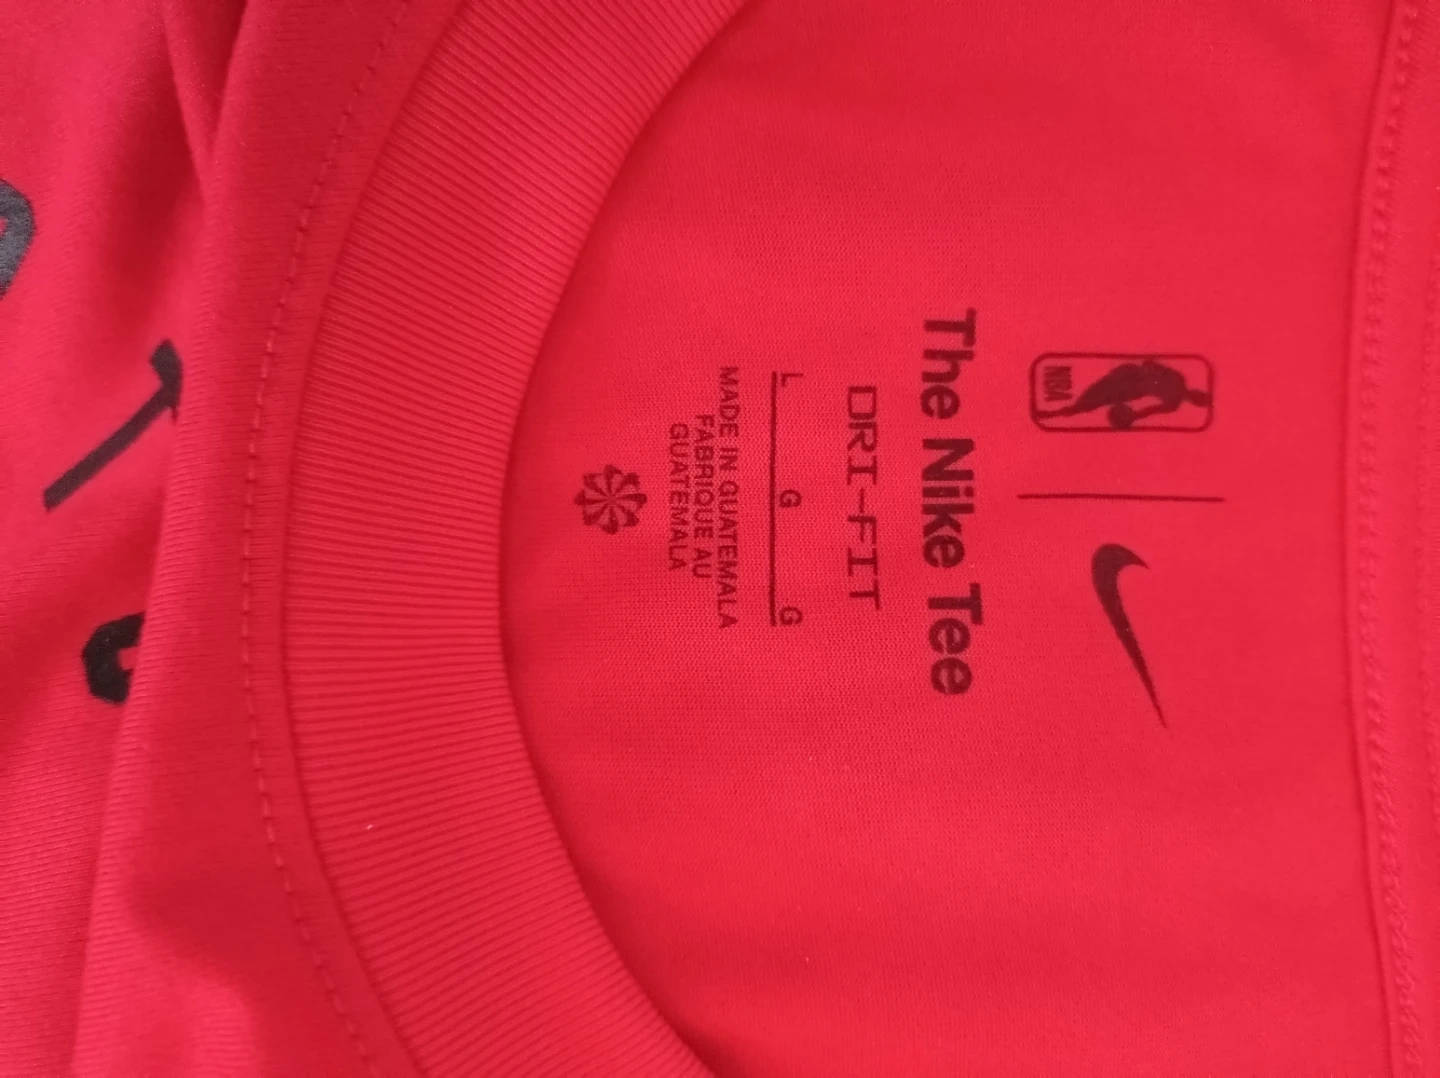 NBA
The Nike Tee
DRI-FIT
L G G
MADE IN GUATEMALA
FABRIQUE AU
GUATEMALA